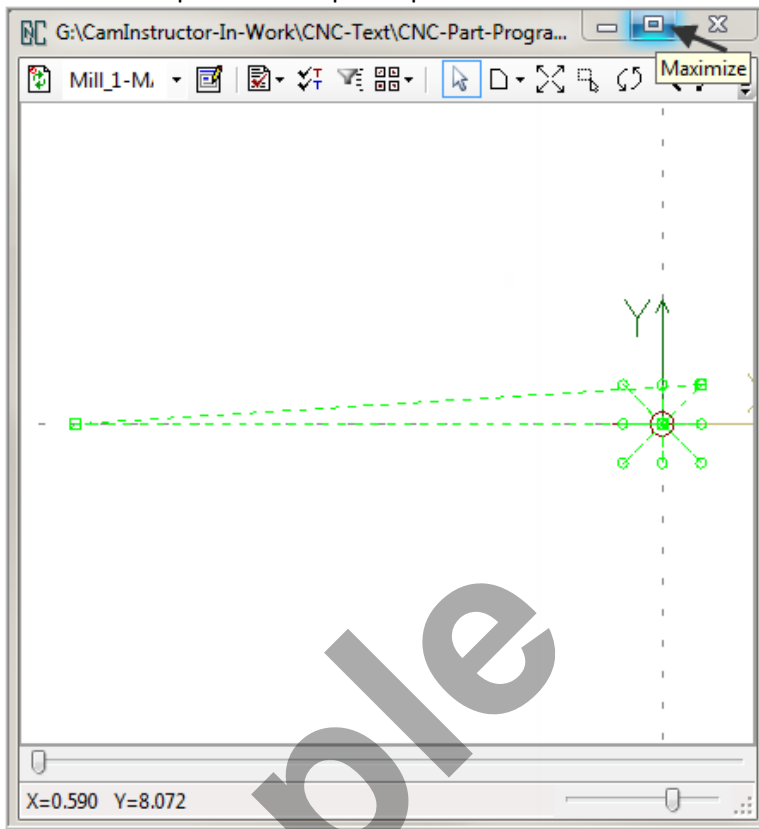 G:\CamInstructor-In-Work\CNC-Text\CNC-Part-Progra...
Maximize
Mill_1-M
Y
ple
X=0.590 Y=8.072